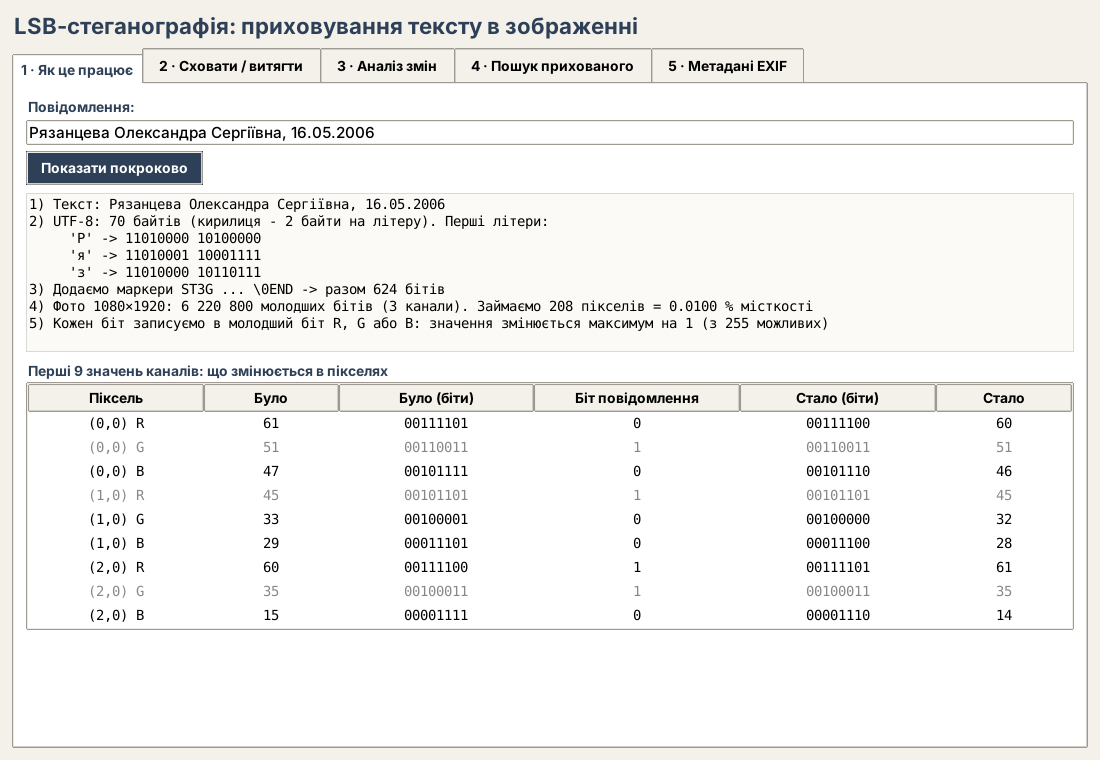 LSB-стеганографія: приховування тексту в зображенні
1 · Як це працює 2 · Сховати / витягти 3 · Аналіз змін 4 · Пошук прихованого 5 · Метадані EXIF
Повідомлення:
Рязанцева Олександра Сергіївна, 16.05.2006
Показати покроково
1) Текст: Рязанцева Олександра Сергіївна, 16.05.2006
2) UTF-8: 70 байтів (кирилиця - 2 байти на літеру). Перші літери:
'Р' -> 11010000 10100000
'я' -> 11010001 10001111
'з' -> 11010000 10110111
3) Додаємо маркери ST3G ... \0END -> разом 624 бітів
4) Фото 1080×1920: 6 220 800 молодших бітів (3 канали). Займаємо 208 пікселів = 0.0100 % місткості
5) Кожен біт записуємо в молодший біт R, G або B: значення змінюється максимум на 1 (з 255 можливих)
Перші 9 значень каналів: що змінюється в пікселях
Піксель Було Було (біти) Біт повідомлення Стало (біти) Стало
(0,0) R 61 00111101 0 00111100 60
(0,0) G 51 00110011 1 00110011 51
(0,0) B 47 00101111 0 00101110 46
(1,0) R 45 00101101 1 00101101 45
(1,0) G 33 00100001 0 00100000 32
(1,0) B 29 00011101 0 00011100 28
(2,0) R 60 00111100 1 00111101 61
(2,0) G 35 00100011 1 00100011 35
(2,0) B 15 00001111 0 00001110 14